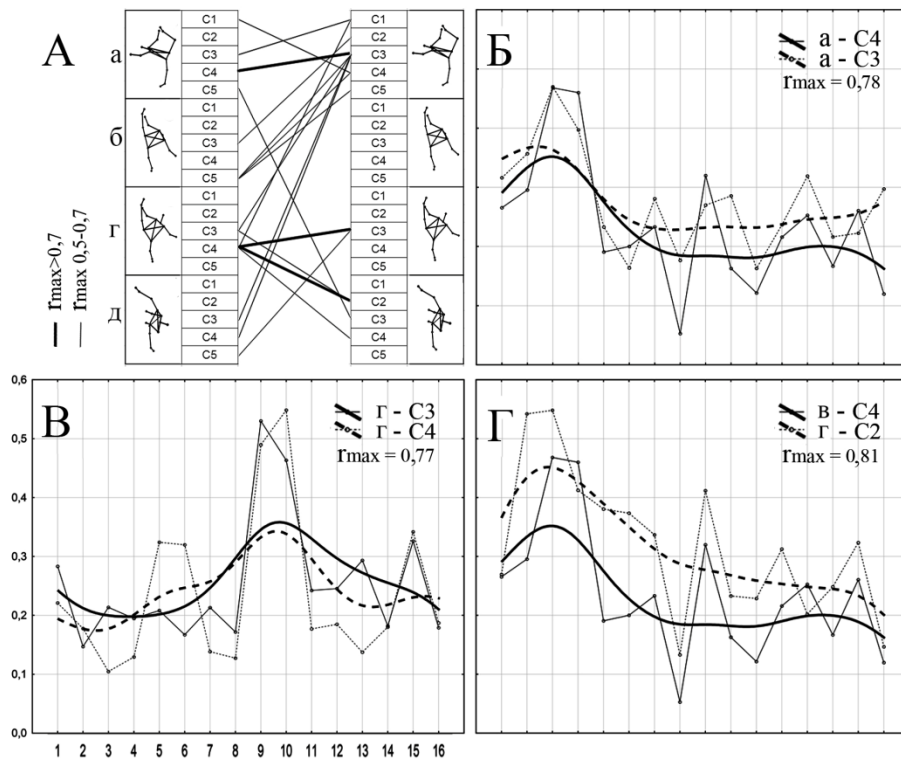 А
а
б
г
д
C1
C2
C3
C4
C5
C1
C2
C3
C4
C5
C1
C2
C3
C4
C5
C1
C2
C3
C4
C5
C1
C2
C3
C4
C5
C1
C2
C3
C4
C5
C1
C2
C3
C4
C5
C1
C2
C3
C4
C5
rmax>0,7
rmax 0,5-0,7
Б
а - C4
а - C3
rmax = 0,78
В
г - C3
г - C4
rmax = 0,77
0,6
0,5
0,4
0,3
0,2
0,1
0,0
1 2 3 4 5 6 7 8 9 10 11 12 13 14 15 16
Г
в - C4
г - C2
rmax = 0,81